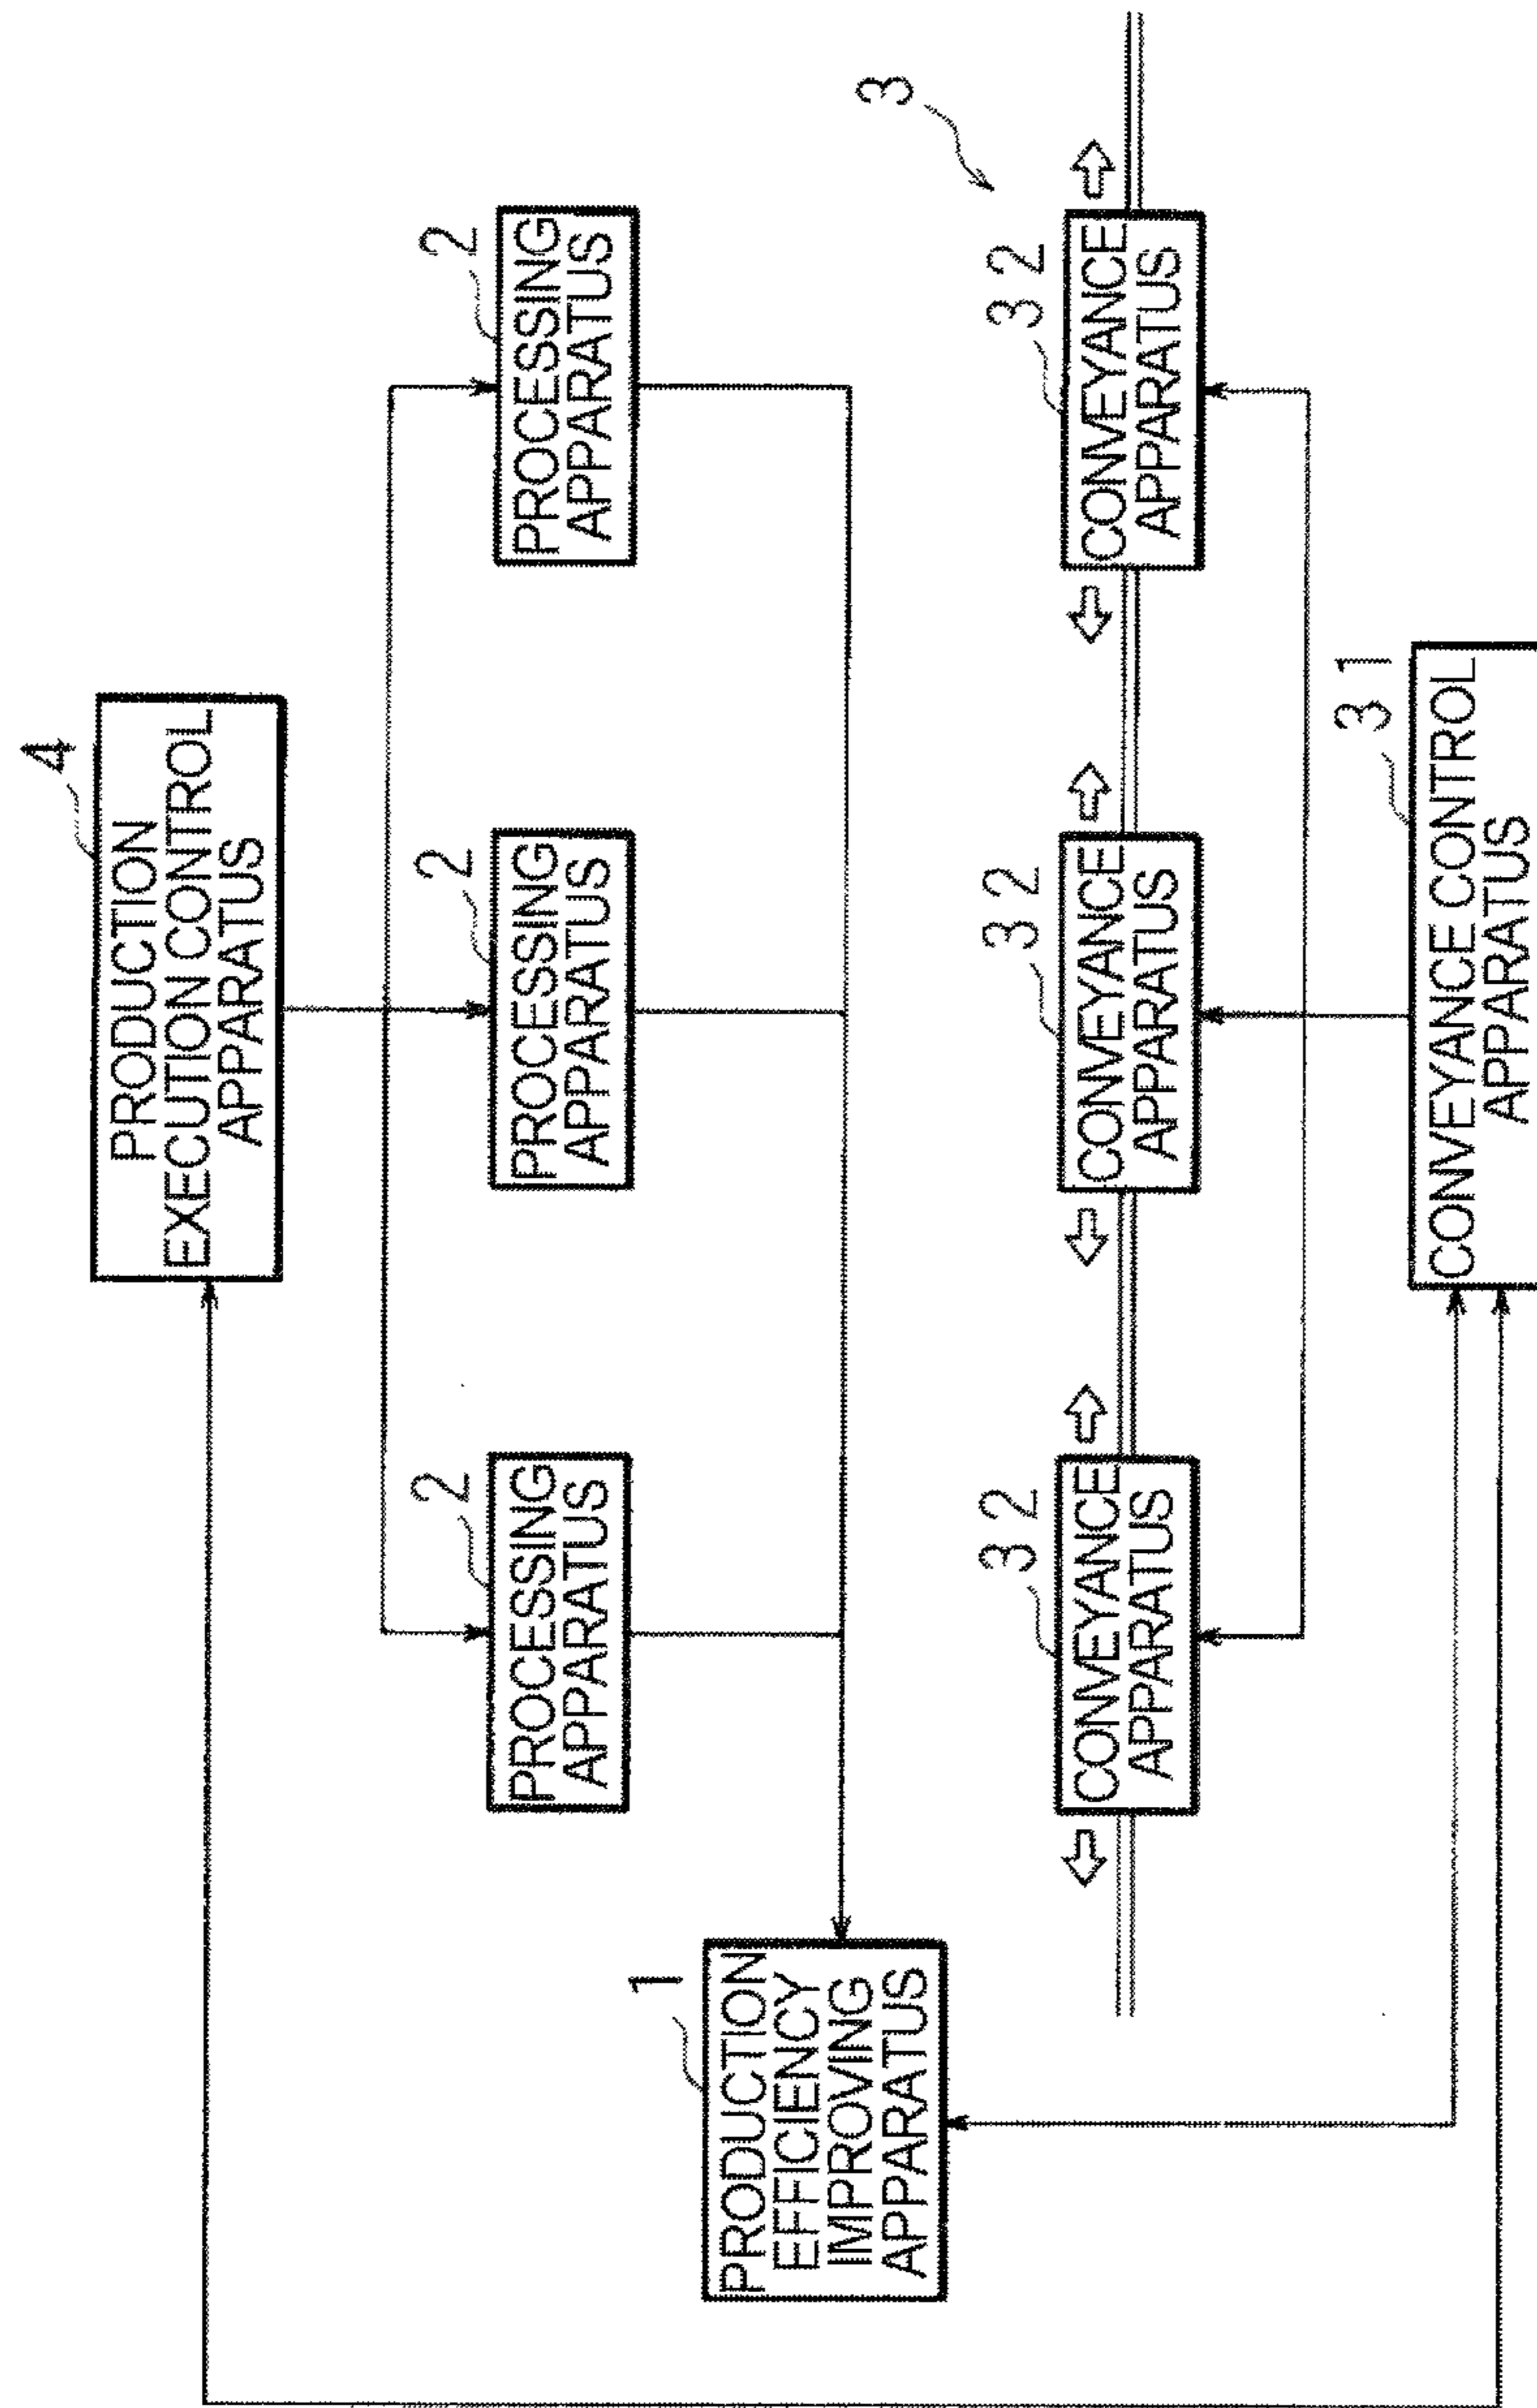 4
PRODUCTION
EXECUTION CONTROL
APPARATUS
2
PROCESSING
APPARATUS
2
PROCESSING
APPARATUS
2
PROCESSING
APPARATUS
1
PRODUCTION
EFFICIENCY
IMPROVING
APPARATUS
3
32
CONVEYANCE
APPARATUS
32
CONVEYANCE
APPARATUS
32
CONVEYANCE
APPARATUS
31
CONVEYANCE CONTROL
APPARATUS